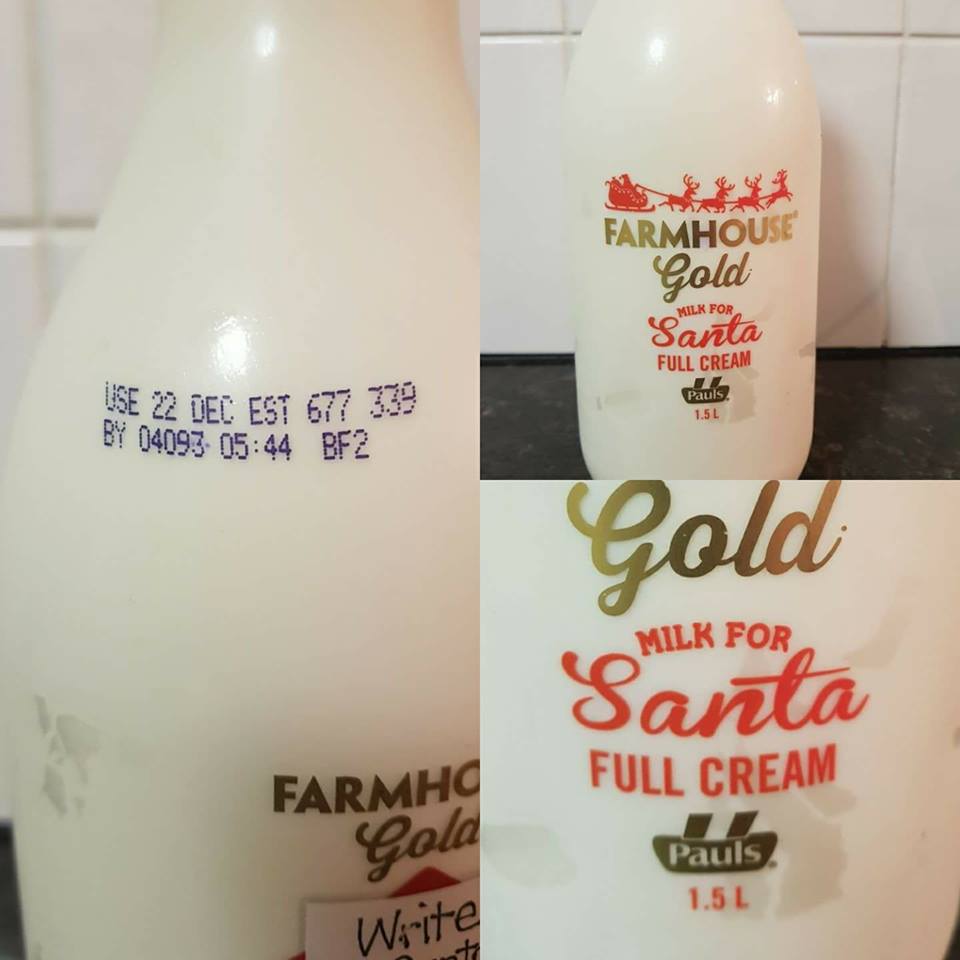 USE 22 DEC EST 677 339
BY 04093 05:44 BF2
FARMHO
Gold
Write
FARMHOUSE®
Gold
MILK FOR
Santa
FULL CREAM
Pauls
1.5 L
Gold
MILK FOR
Santa
FULL CREAM
Pauls
1.5 L